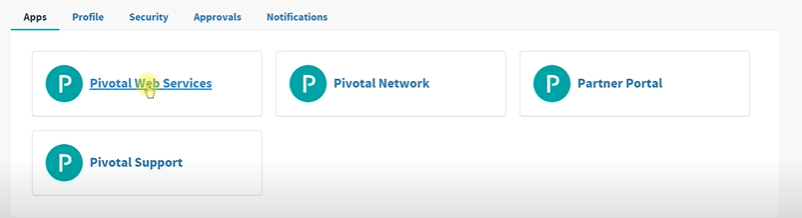 Apps Profile Security Approvals Notifications
P Pivotal Web Services P Pivotal Network P Partner Portal
P Pivotal Support